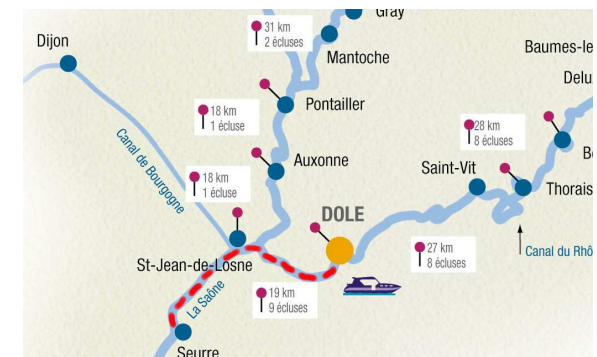 Gray
31 km
2 écluses
Dijon
Mantoche
Baumes-le
Delu
Pontailler
18 km
1 écluse
28 km
8 écluses
Canal de Bourgogne
Auxonne
Saint-Vit
18 km
1 écluse
Thorais
DOLE
27 km
8 écluses
Canal du Rhô
St-Jean-de-Losne
La Saône
19 km
9 écluses
Seurre